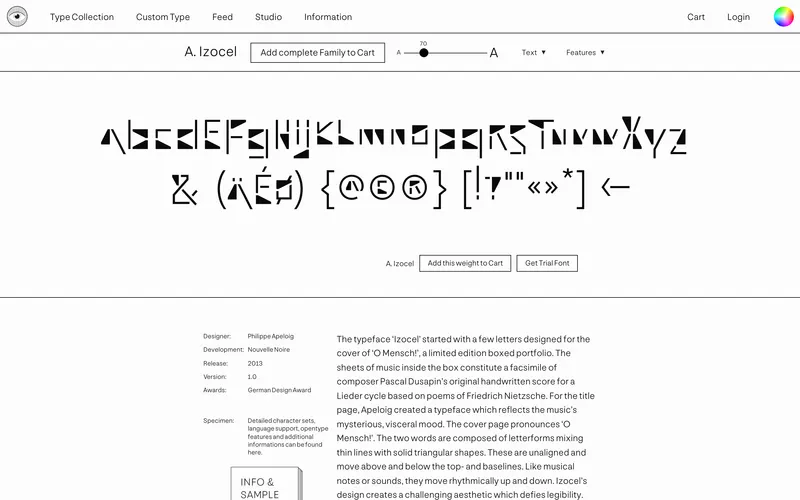 Type Collection Custom Type Feed Studio Information Cart Login
A. Izocel Add complete Family to Cart A 70 A Text ▼ Features ▼
AbcdEFgHijKLmnopqRSTuvwXyz
& (ÄÉø) {@©®} [!?""«»*] ←
A. Izocel Add this weight to Cart Get Trial Font
Designer: Philippe Apeloig
Development: Nouvelle Noire
Release: 2013
Version: 1.0
Awards: German Design Award
Specimen: Detailed character sets,
language support, opentype
features and additional
informations can be found
here.
INFO &
SAMPLE
The typeface ‘Izocel’ started with a few letters designed for the
cover of ‘O Mensch!’, a limited edition boxed portfolio. The
sheets of music inside the box constitute a facsimile of
composer Pascal Dusapin’s original handwritten score for a
Lieder cycle based on poems of Friedrich Nietzsche. For the title
page, Apeloig created a typeface which reflects the music’s
mysterious, visceral mood. The cover page pronounces ‘O
Mensch!’. The two words are composed of letterforms mixing
thin lines with solid triangular shapes. These are unaligned and
move above and below the top- and baselines. Like musical
notes or sounds, they move rhythmically up and down. Izocel’s
design creates a challenging aesthetic which defies legibility.